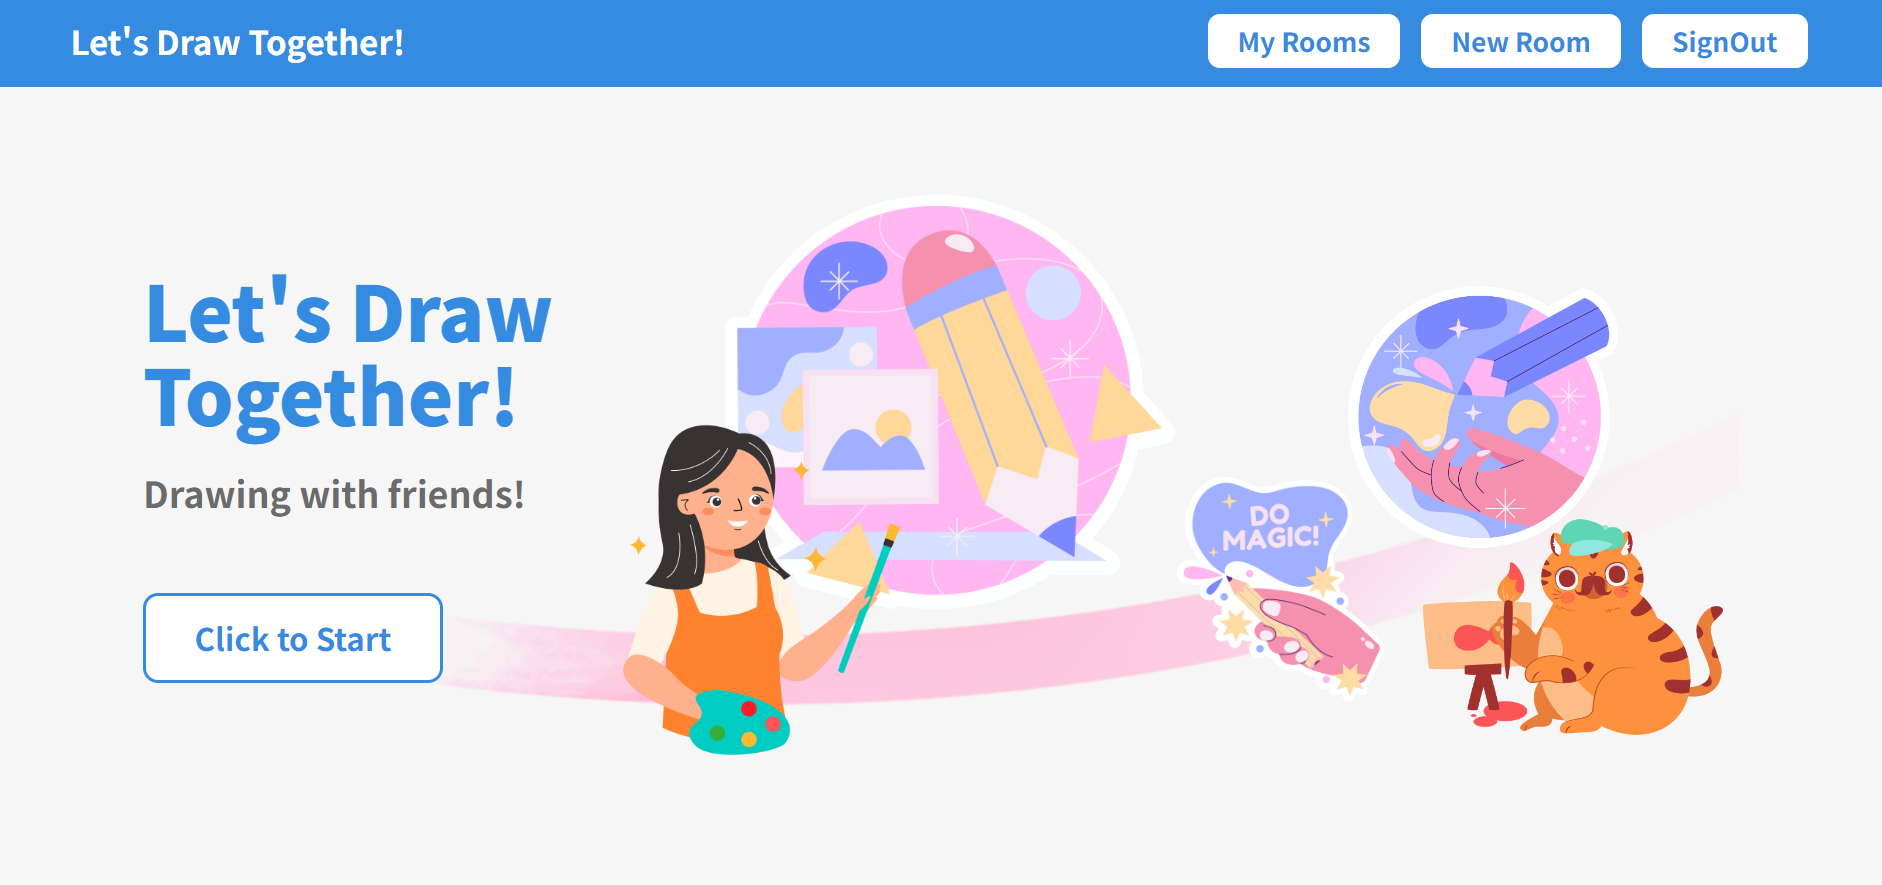 Let's Draw Together!
My Rooms
New Room
SignOut
Let's Draw
Together!
Drawing with friends!
Click to Start
DO
MAGIC!